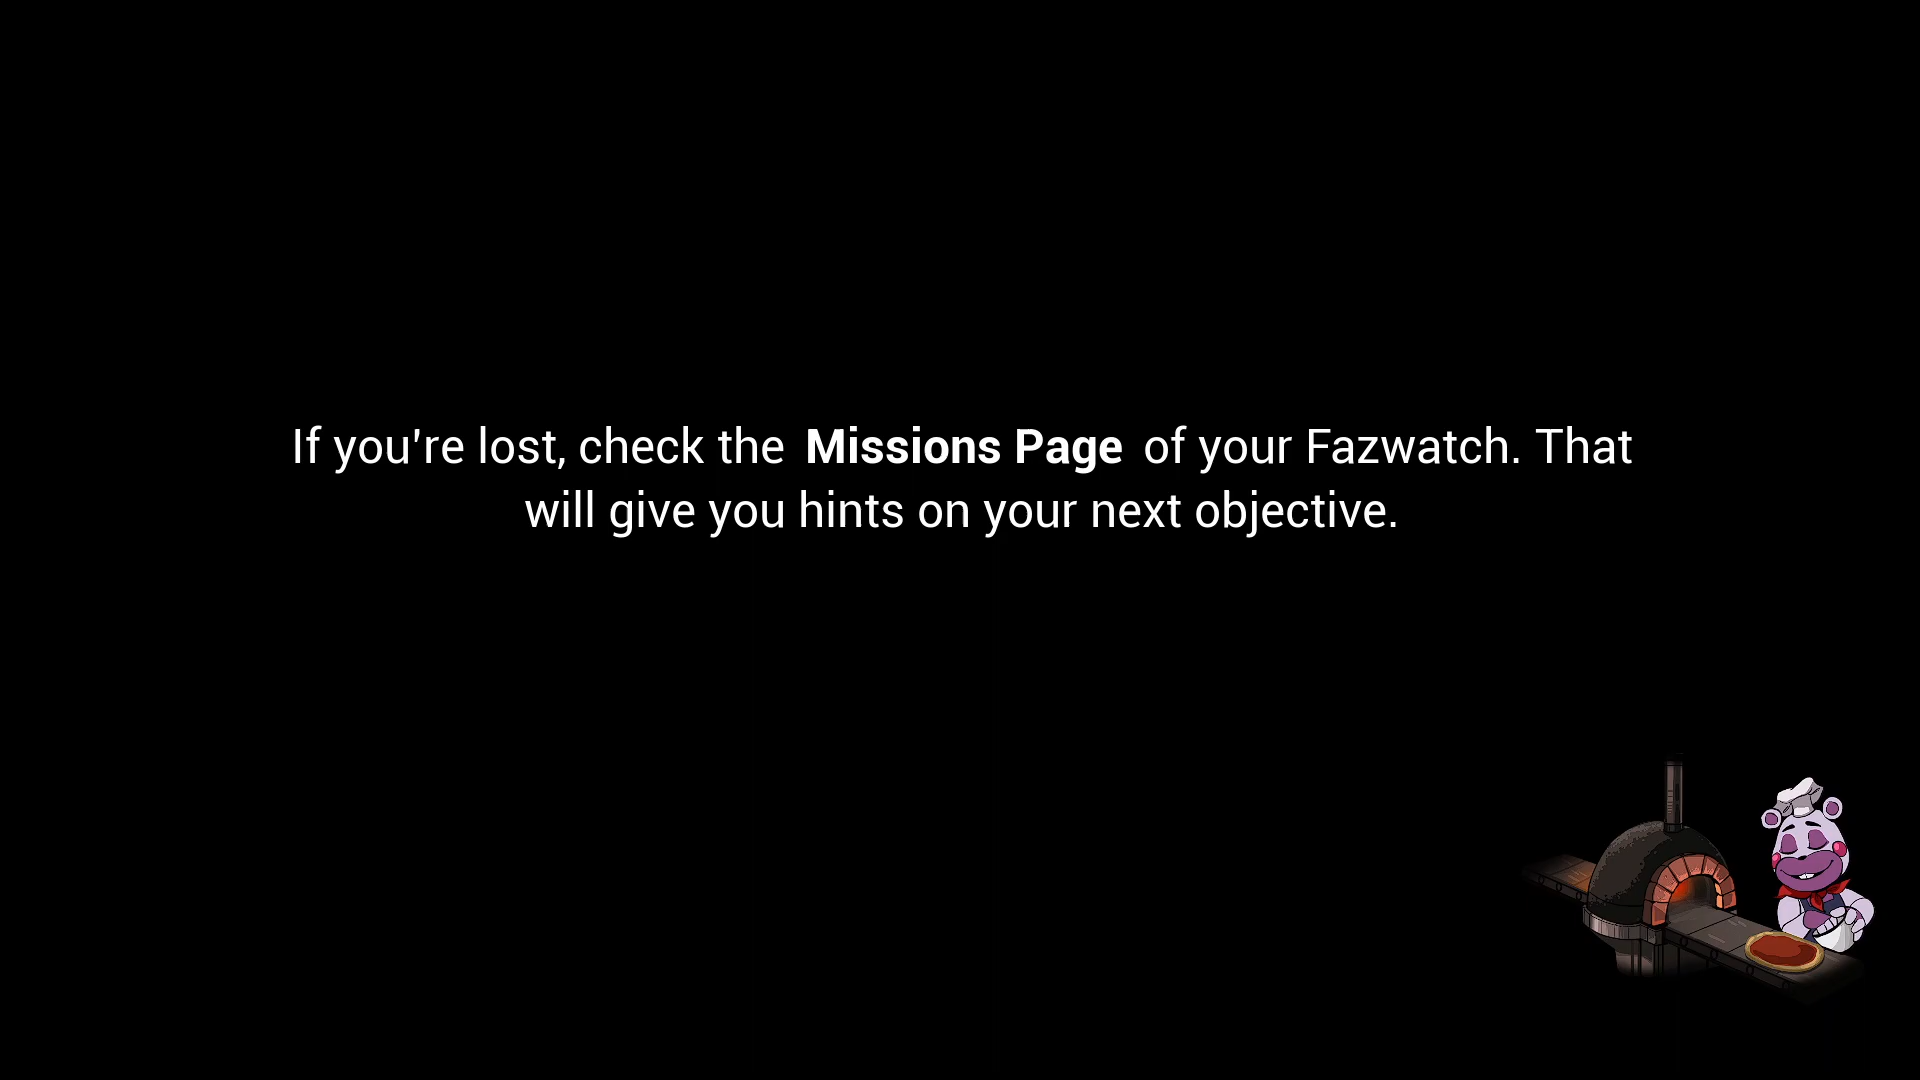 If you're lost, check the Missions Page of your Fazwatch. That
will give you hints on your next objective.